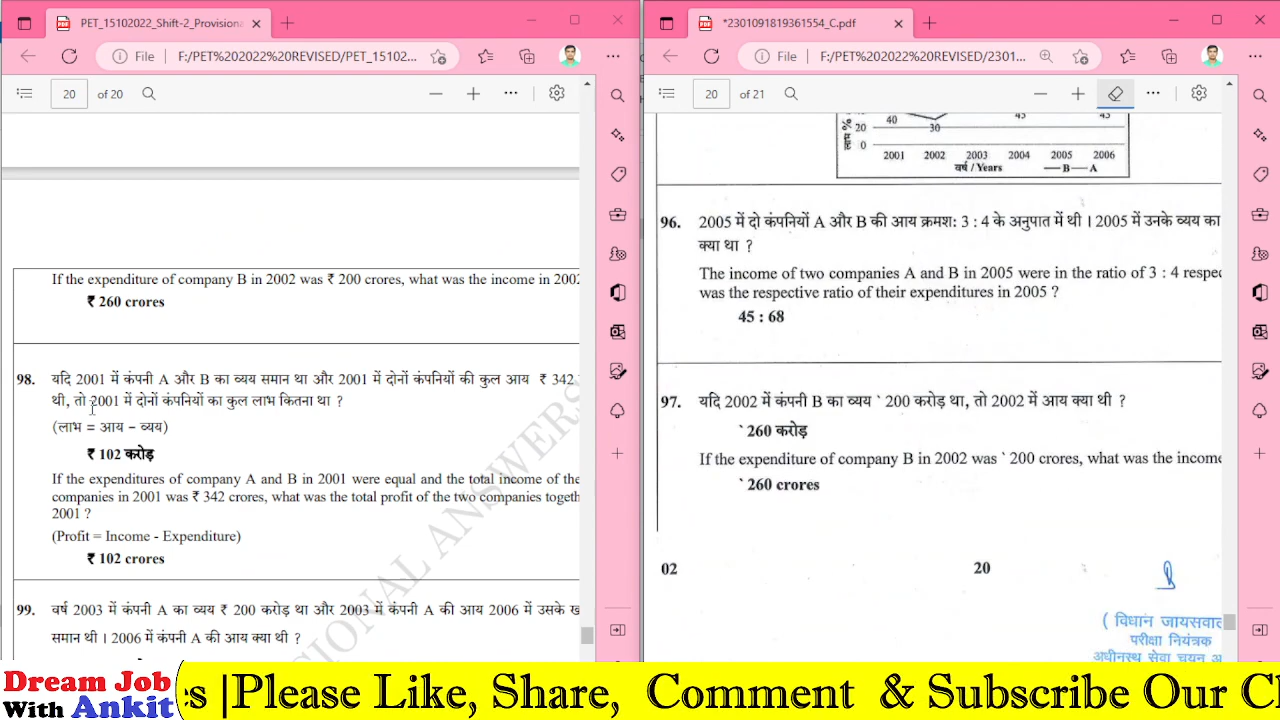 PET_15102022_Shift-2_Provisiona
File
F:/PET%202022%20REVISED/PET_15102...
20 of 20
If the expenditure of company B in 2002 was ₹ 200 crores, what was the income in 2002
₹ 260 crores
98. यदि 2001 में कंपनी A और B का व्यय समान था और 2001 में दोनों कंपनियों की कुल आय ₹ 342
थी, तो 2001 में दोनों कंपनियों का कुल लाभ कितना था ?
(लाभ = आय – व्यय)
₹ 102 करोड़
If the expenditures of company A and B in 2001 were equal and the total income of the
companies in 2001 was ₹ 342 crores, what was the total profit of the two companies togeth
2001 ?
(Profit = Income - Expenditure)
₹ 102 crores
99. वर्ष 2003 में कंपनी A का व्यय ₹ 200 करोड़ था और 2003 में कंपनी A की आय 2006 में उसके ख
समान थी । 2006 में कंपनी A की आय क्या थी ?
SIONAL ANSWERS
*2301091819361554_C.pdf
File
F:/PET%202022%20REVISED/2301...
20 of 21
लाभ %
40 30 45 45
20
0
2001 2002 2003 2004 2005 2006
वर्ष / Years —B—A
96. 2005 में दो कंपनियों A और B की आय क्रमश: 3 : 4 के अनुपात में थी । 2005 में उनके व्यय का
क्या था ?
The income of two companies A and B in 2005 were in the ratio of 3 : 4 respec
was the respective ratio of their expenditures in 2005 ?
45 : 68
97. यदि 2002 में कंपनी B का व्यय ` 200 करोड़ था, तो 2002 में आय क्या थी ?
` 260 करोड़
If the expenditure of company B in 2002 was ` 200 crores, what was the income
` 260 crores
02 20
( विधान जायसवाल
परीक्षा नियंत्रक
अधीनस्थ सेवा चयन आ
Dream Job
With Ankit
s |Please Like, Share, Comment & Subscribe Our Ch